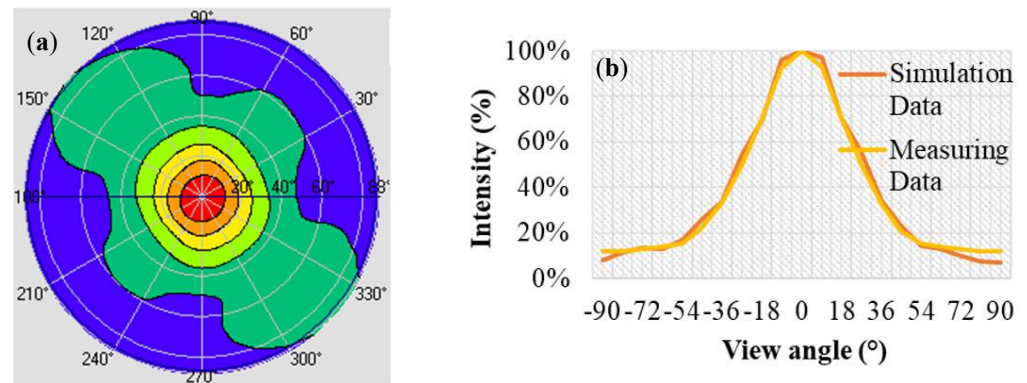 (a)
90°
120°
60°
150°
30°
180°
20° 40° 60° 88°
210°
330°
240°
300°
270°
(b)
100%
80%
60%
40%
20%
0%
Intensity (%)
Simulation
Data
Measuring
Data
-90 -72 -54 -36 -18 0 18 36 54 72 90
View angle (°)